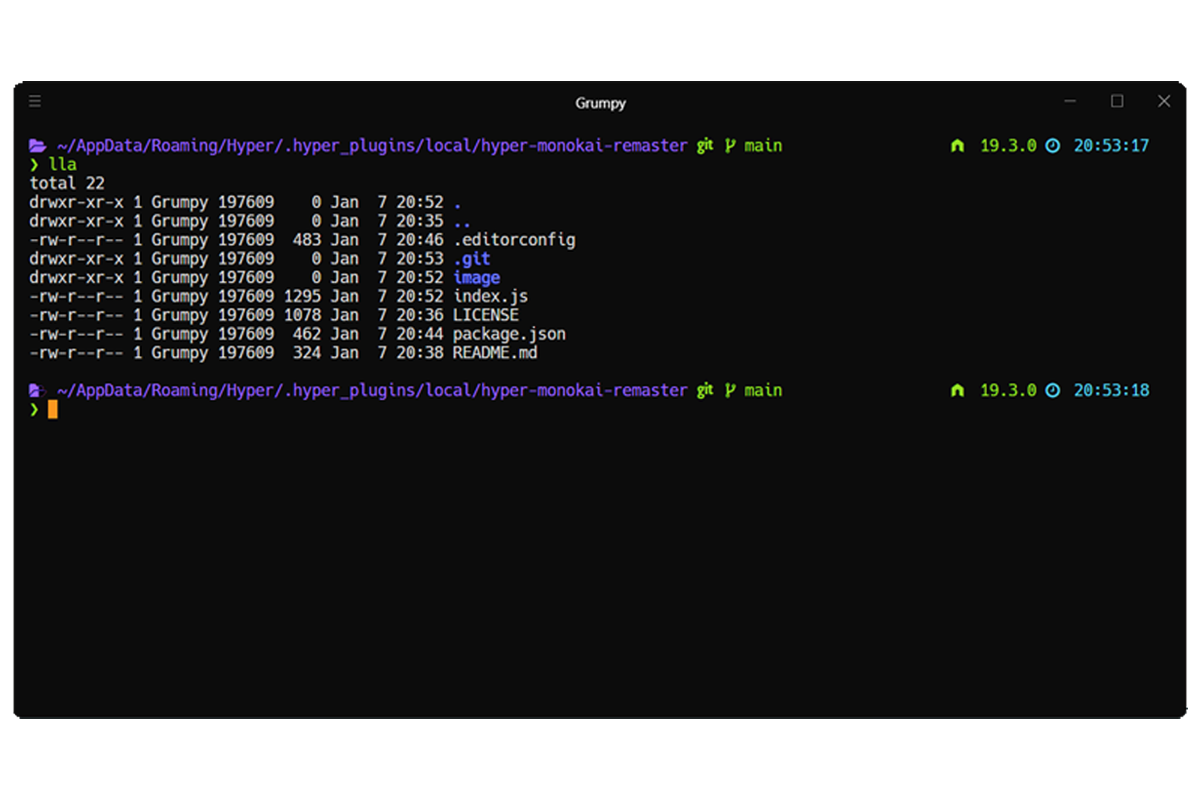 Grumpy
~/AppData/Roaming/Hyper/.hyper_plugins/local/hyper-monokai-remaster git main 19.3.0 20:53:17
❯ lla
total 22
drwxr-xr-x 1 Grumpy 197609    0 Jan  7 20:52 .
drwxr-xr-x 1 Grumpy 197609    0 Jan  7 20:35 ..
-rw-r--r-- 1 Grumpy 197609  483 Jan  7 20:46 .editorconfig
drwxr-xr-x 1 Grumpy 197609    0 Jan  7 20:53 .git
drwxr-xr-x 1 Grumpy 197609    0 Jan  7 20:52 image
-rw-r--r-- 1 Grumpy 197609 1295 Jan  7 20:52 index.js
-rw-r--r-- 1 Grumpy 197609 1078 Jan  7 20:36 LICENSE
-rw-r--r-- 1 Grumpy 197609  462 Jan  7 20:44 package.json
-rw-r--r-- 1 Grumpy 197609  324 Jan  7 20:38 README.md
~/AppData/Roaming/Hyper/.hyper_plugins/local/hyper-monokai-remaster git main 19.3.0 20:53:18
❯